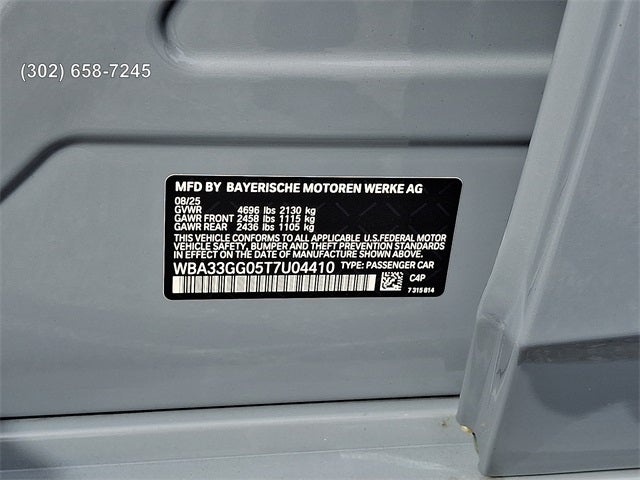 (302) 658-7245
MFD BY BAYERISCHE MOTOREN WERKE AG
08/25
GVWR 4696 lbs 2130 kg
GAWR FRONT 2458 lbs 1115 kg
GAWR REAR 2436 lbs 1105 kg
THIS VEHICLE CONFORMS TO ALL APPLICABLE U.S.FEDERAL MOTOR
VEHICLE SAFETY, BUMPER AND THEFT PREVENTION STANDARDS
IN EFFECT ON THE DATE OF MANUFACTURE SHOWN ABOVE.
WBA33GG05T7U04410 TYPE: PASSENGER CAR
C4P
7 315 814